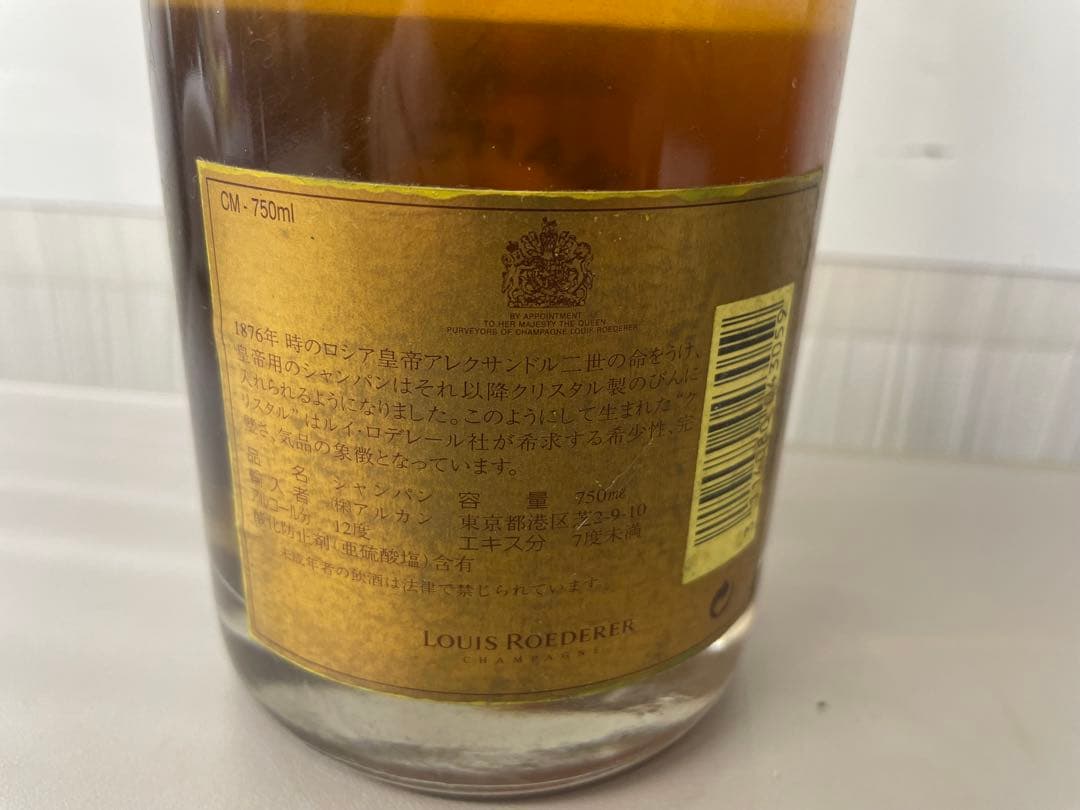 CM - 750ml
BY APPOINTMENT
TO HER MAJESTY THE QUEEN
PURVEYORS OF CHAMPAGNE LOUIS ROEDERER
1876年 時のロシア皇帝アレクサンドル二世の命をうけ、
皇帝用のシャンパンはそれ以降クリスタル製のびんに
入れられるようになりました。このようにして生まれた“ク
リスタル”はルイ・ロデレール社が希求する希少性、完
璧さ、気品の象徴となっています。
品 名 シャンパン 容 量 750㎖
輸入者 ㈱アルカン 東京都港区芝2-9-10
アルコール分 12度 エキス分 7度未満
酸化防止剤(亜硫酸塩)含有
未成年者の飲酒は法律で禁じられています。
LOUIS ROEDERER
CHAMPAGNE